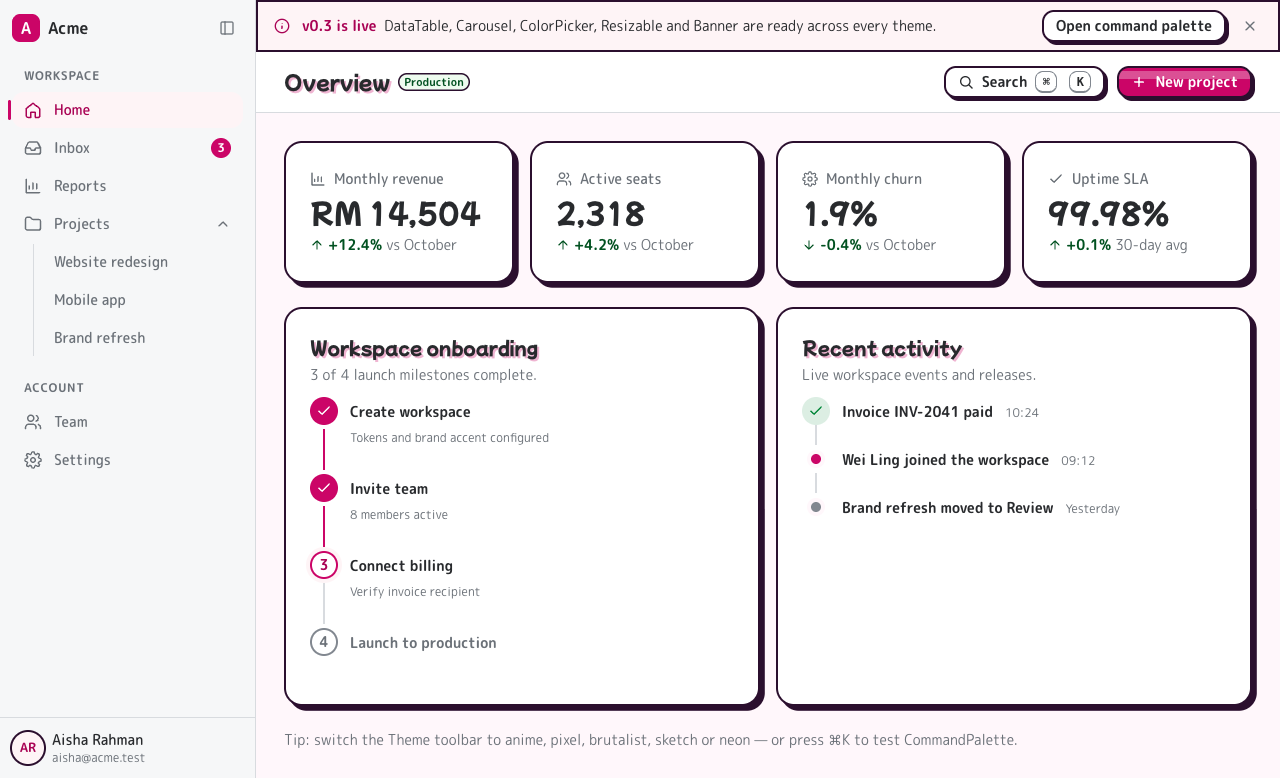 A Acme
WORKSPACE
Home
Inbox 3
Reports
Projects
Website redesign
Mobile app
Brand refresh
ACCOUNT
Team
Settings
AR Aisha Rahman
aisha@acme.test
v0.3 is live DataTable, Carousel, ColorPicker, Resizable and Banner are ready across every theme. Open command palette
Overview Production Search ⌘ K New project
Monthly revenue
RM 14,504
+12.4% vs October
Active seats
2,318
+4.2% vs October
Monthly churn
1.9%
-0.4% vs October
Uptime SLA
99.98%
+0.1% 30-day avg
Workspace onboarding
3 of 4 launch milestones complete.
Create workspace
Tokens and brand accent configured
Invite team
8 members active
3 Connect billing
Verify invoice recipient
4 Launch to production
Recent activity
Live workspace events and releases.
Invoice INV-2041 paid 10:24
Wei Ling joined the workspace 09:12
Brand refresh moved to Review Yesterday
Tip: switch the Theme toolbar to anime, pixel, brutalist, sketch or neon — or press ⌘K to test CommandPalette.